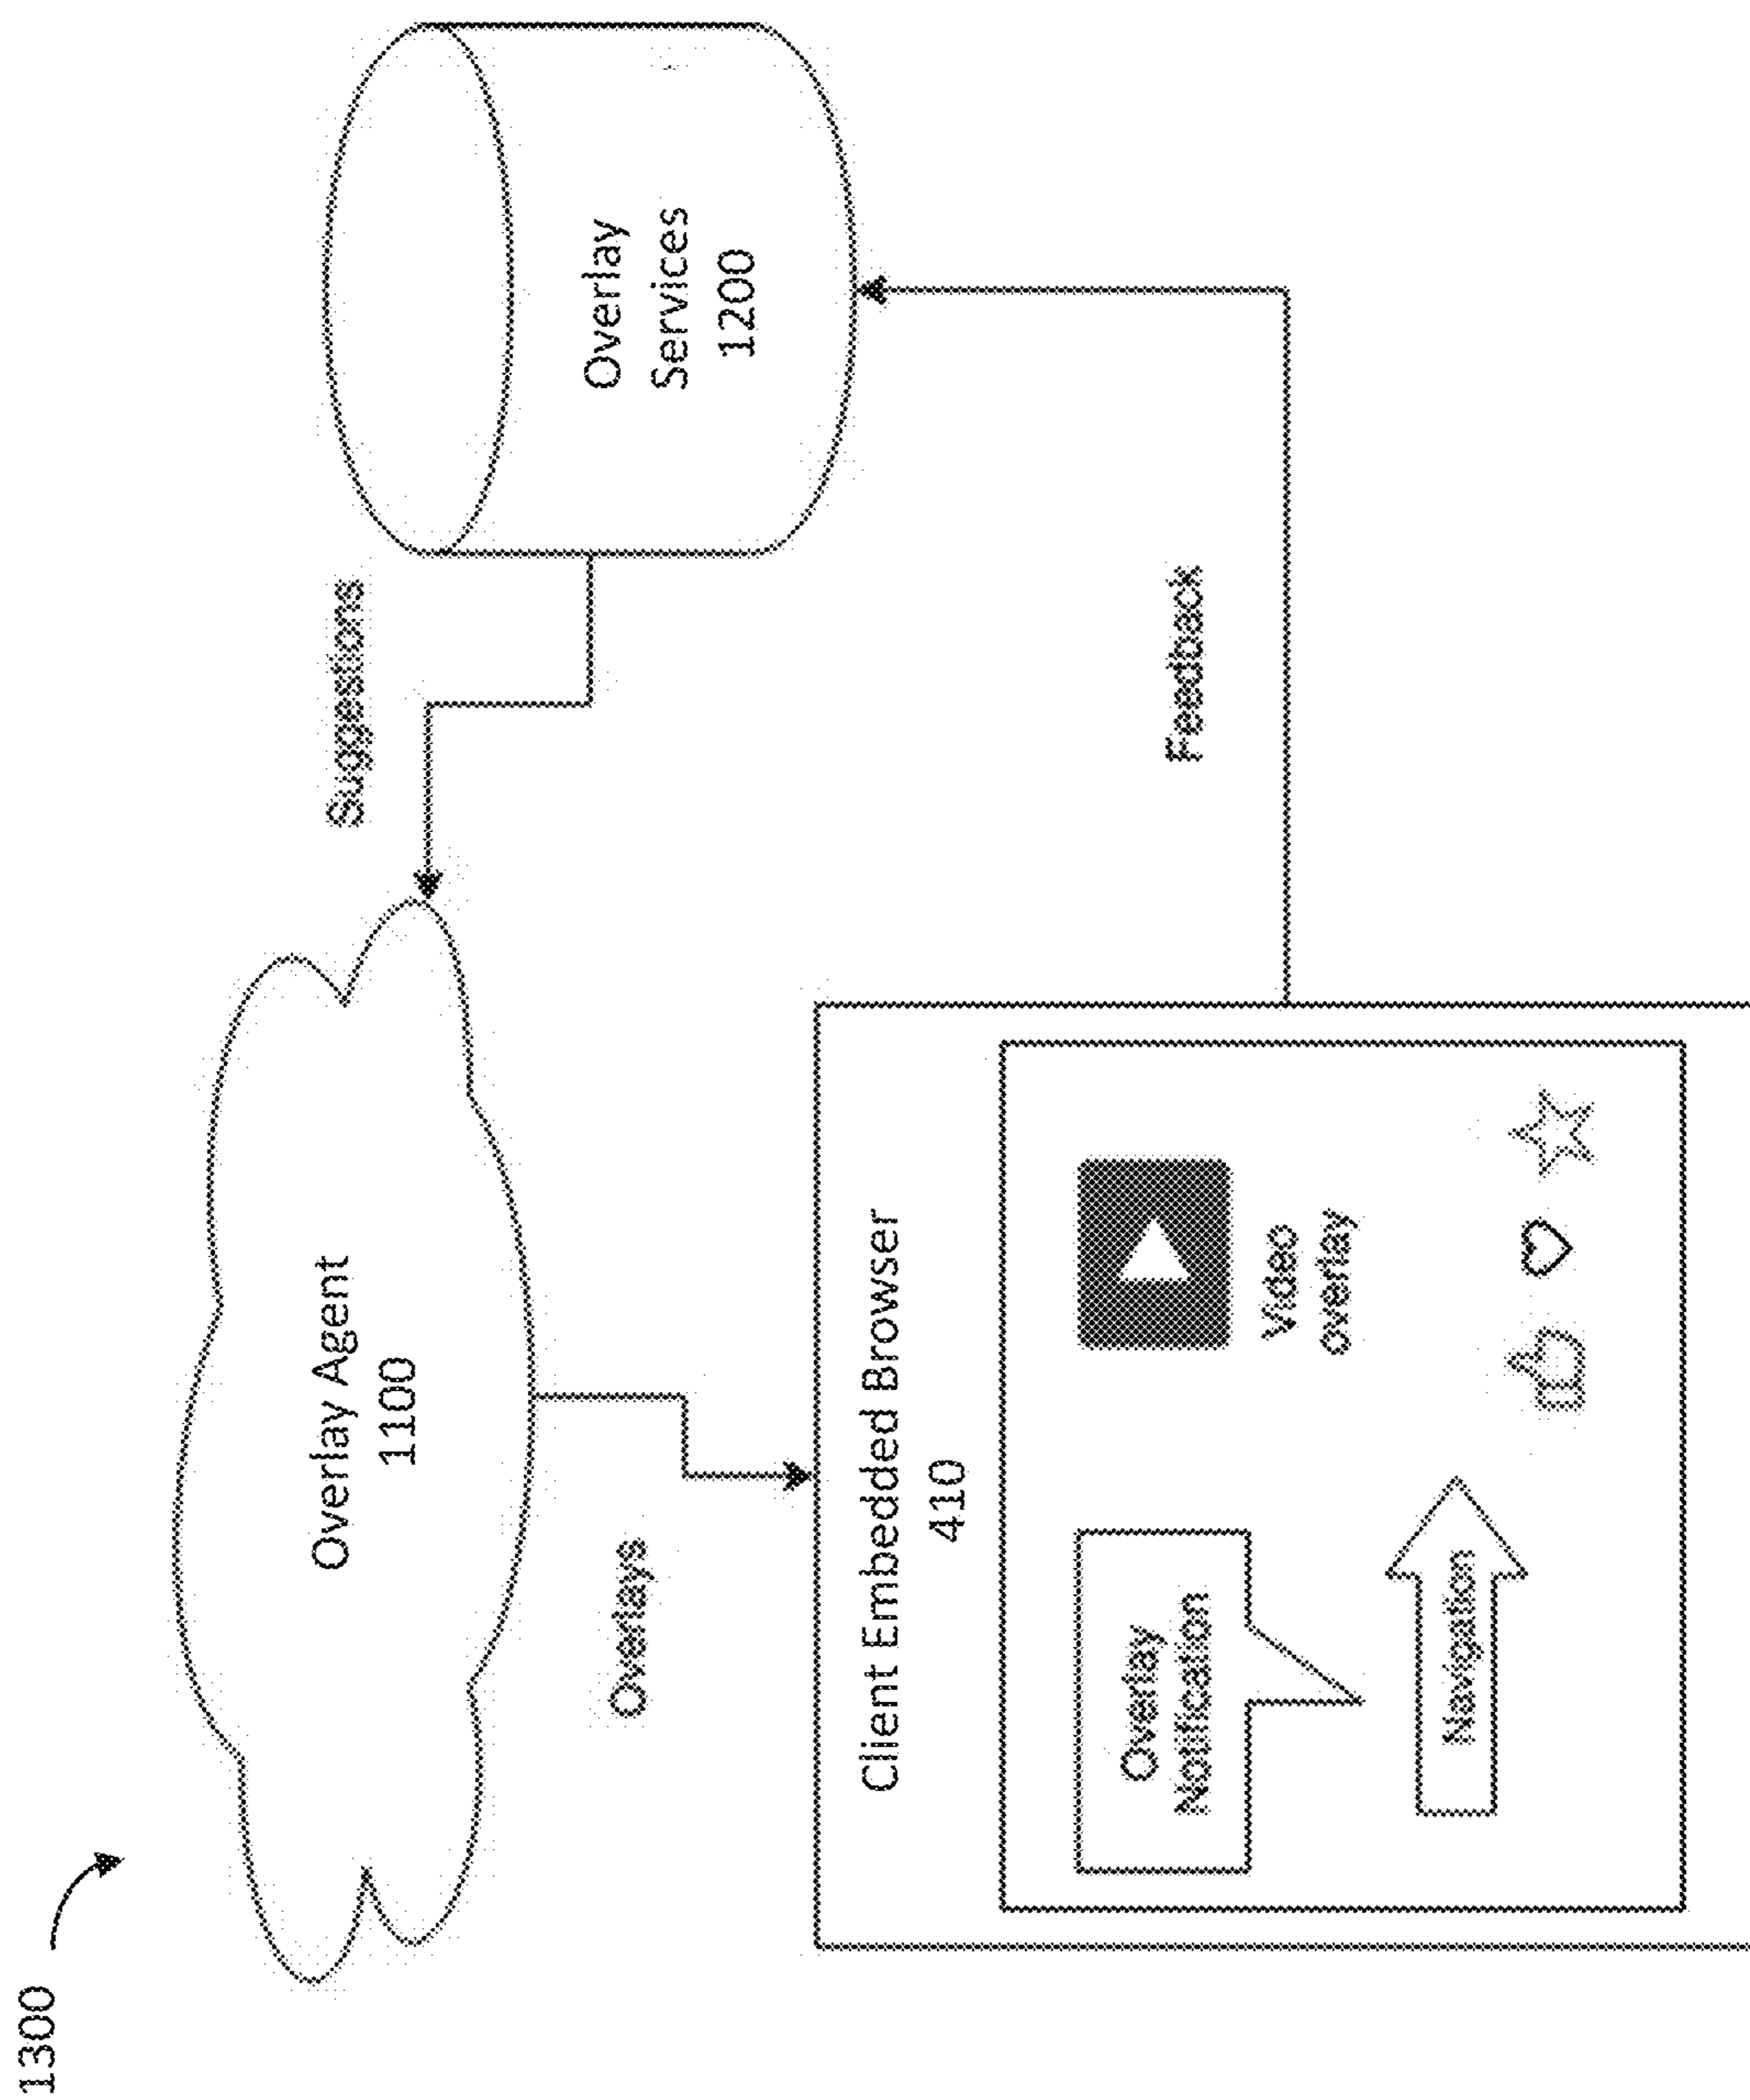 1300
Overlay Agent
1100
Suggestions
Overlay
Services
1200
Overlays
Client Embedded Browser
410
Feedback
Overlay
Notification
Video
overlay
Navigation